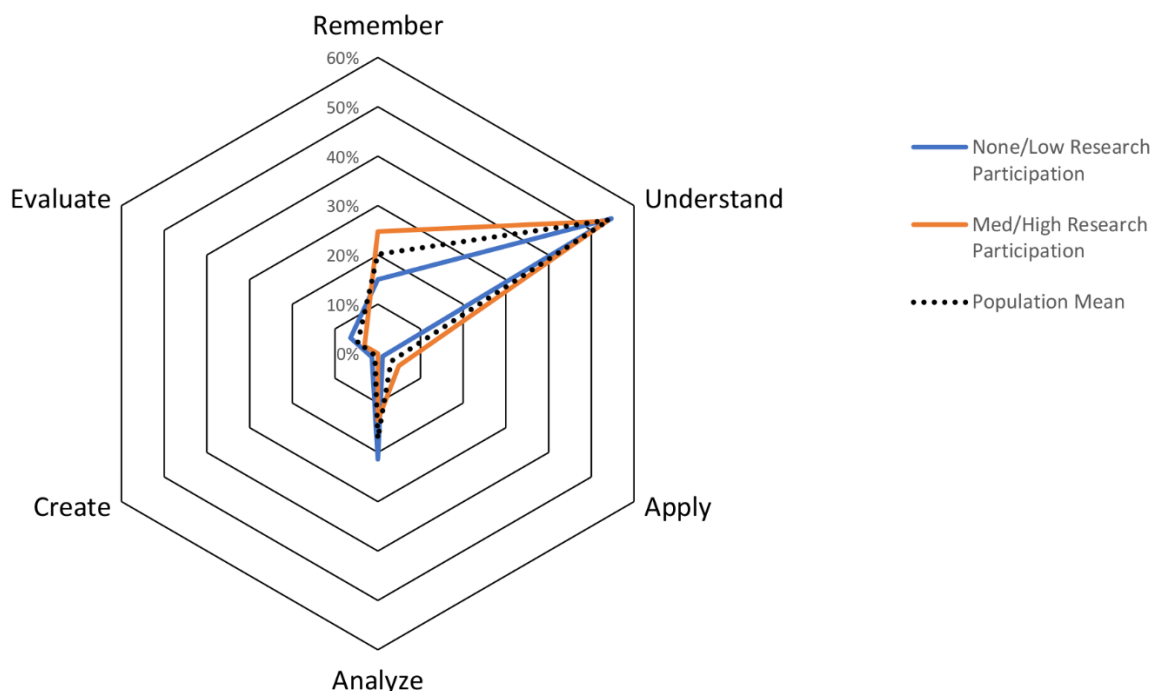 Remember
60%
50%
40%
30%
20%
10%
0%
Evaluate
Understand
Create
Apply
Analyze
None/Low Research
Participation
Med/High Research
Participation
Population Mean